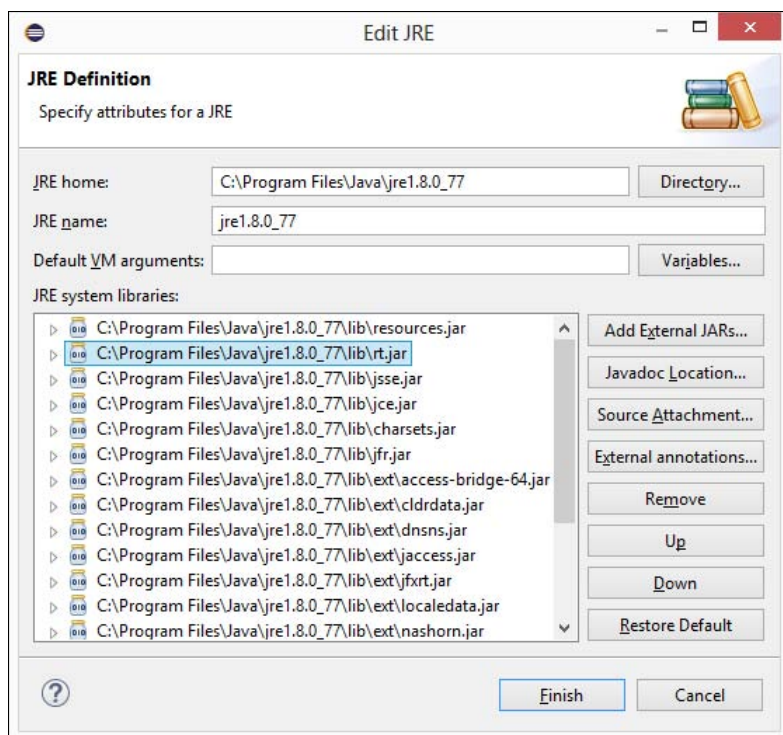 Edit JRE
JRE Definition
Specify attributes for a JRE
JRE home:
C:\Program Files\Java\jre1.8.0_77
Directory...
JRE name:
jre1.8.0_77
Default VM arguments:
Variables...
JRE system libraries:
C:\Program Files\Java\jre1.8.0_77\lib\resources.jar
C:\Program Files\Java\jre1.8.0_77\lib\rt.jar
C:\Program Files\Java\jre1.8.0_77\lib\jsse.jar
C:\Program Files\Java\jre1.8.0_77\lib\jce.jar
C:\Program Files\Java\jre1.8.0_77\lib\charsets.jar
C:\Program Files\Java\jre1.8.0_77\lib\jfr.jar
C:\Program Files\Java\jre1.8.0_77\lib\ext\access-bridge-64.jar
C:\Program Files\Java\jre1.8.0_77\lib\ext\cldrdata.jar
C:\Program Files\Java\jre1.8.0_77\lib\ext\dnsns.jar
C:\Program Files\Java\jre1.8.0_77\lib\ext\jaccess.jar
C:\Program Files\Java\jre1.8.0_77\lib\ext\jfxrt.jar
C:\Program Files\Java\jre1.8.0_77\lib\ext\localedata.jar
C:\Program Files\Java\jre1.8.0_77\lib\ext\nashorn.jar
Add External JARs...
Javadoc Location...
Source Attachment...
External annotations...
Remove
Up
Down
Restore Default
Finish
Cancel